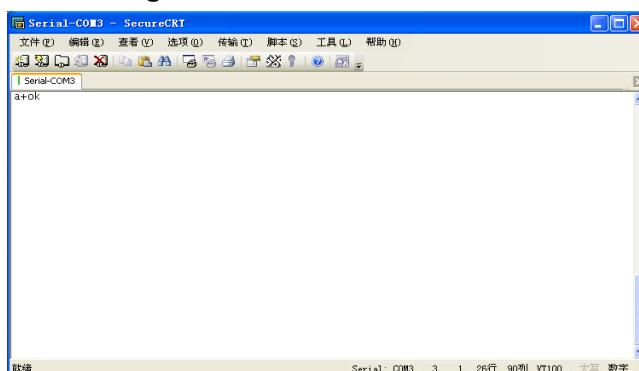 Serial-COM3 - SecureCRT
文件(F) 编辑(E) 查看(V) 选项(O) 传输(T) 脚本(S) 工具(L) 帮助(H)
Serial-COM3
a+ok
就绪 Serial: COM3 3, 1 26行, 90列 VT100 大写 数字